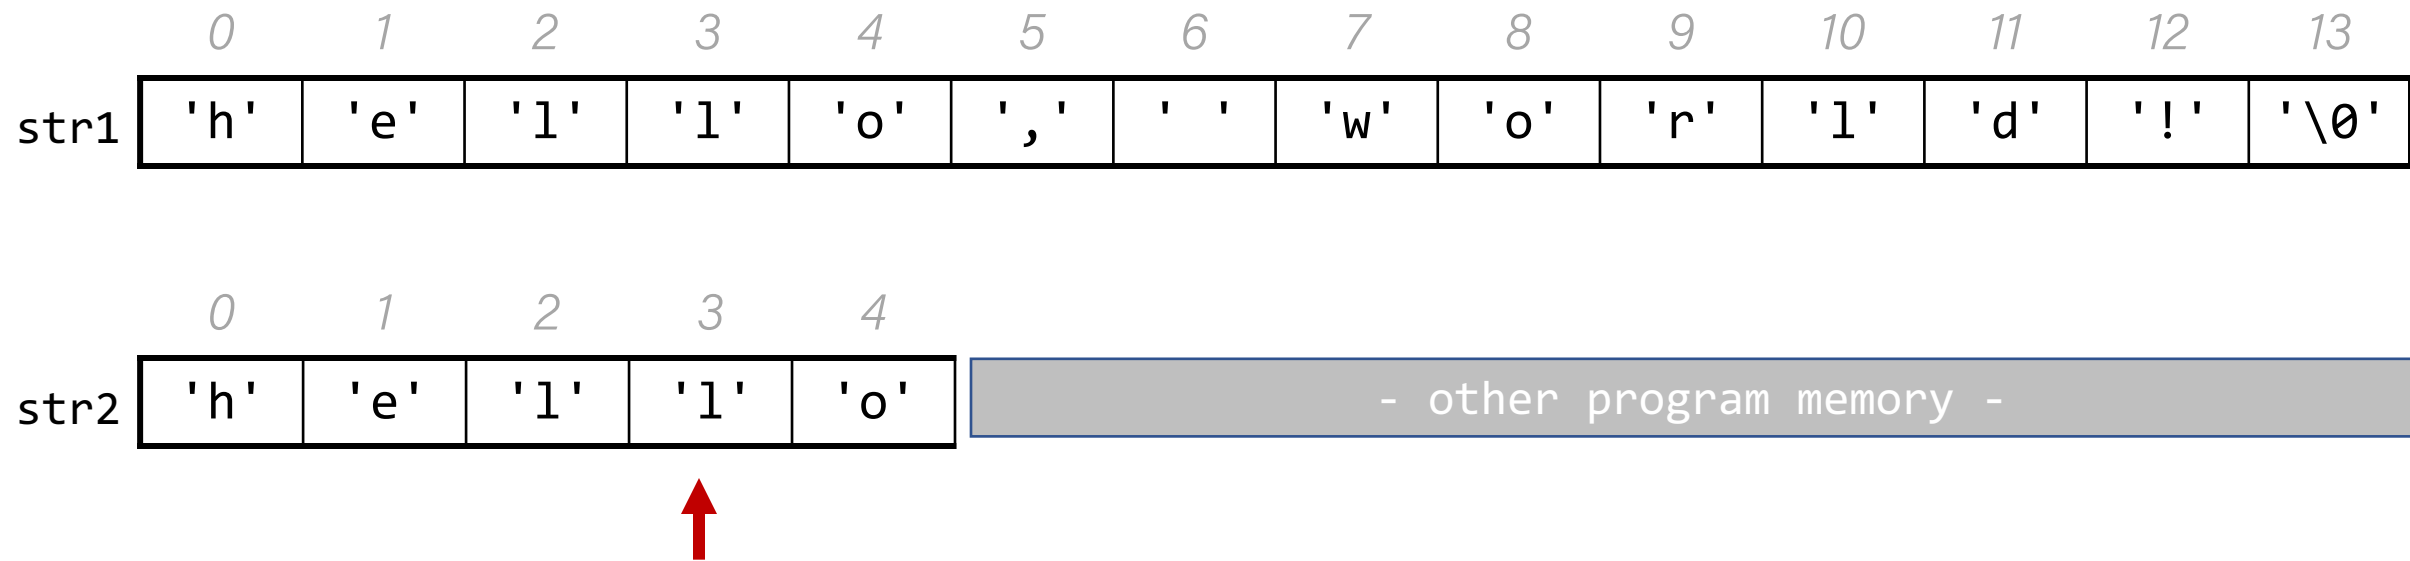 0 1 2 3 4 5 6 7 8 9 10 11 12 13
str1 'h' 'e' 'l' 'l' 'o' ',' ' ' 'w' 'o' 'r' 'l' 'd' '!' '\0'
0 1 2 3 4
str2 'h' 'e' 'l' 'l' 'o' - other program memory -